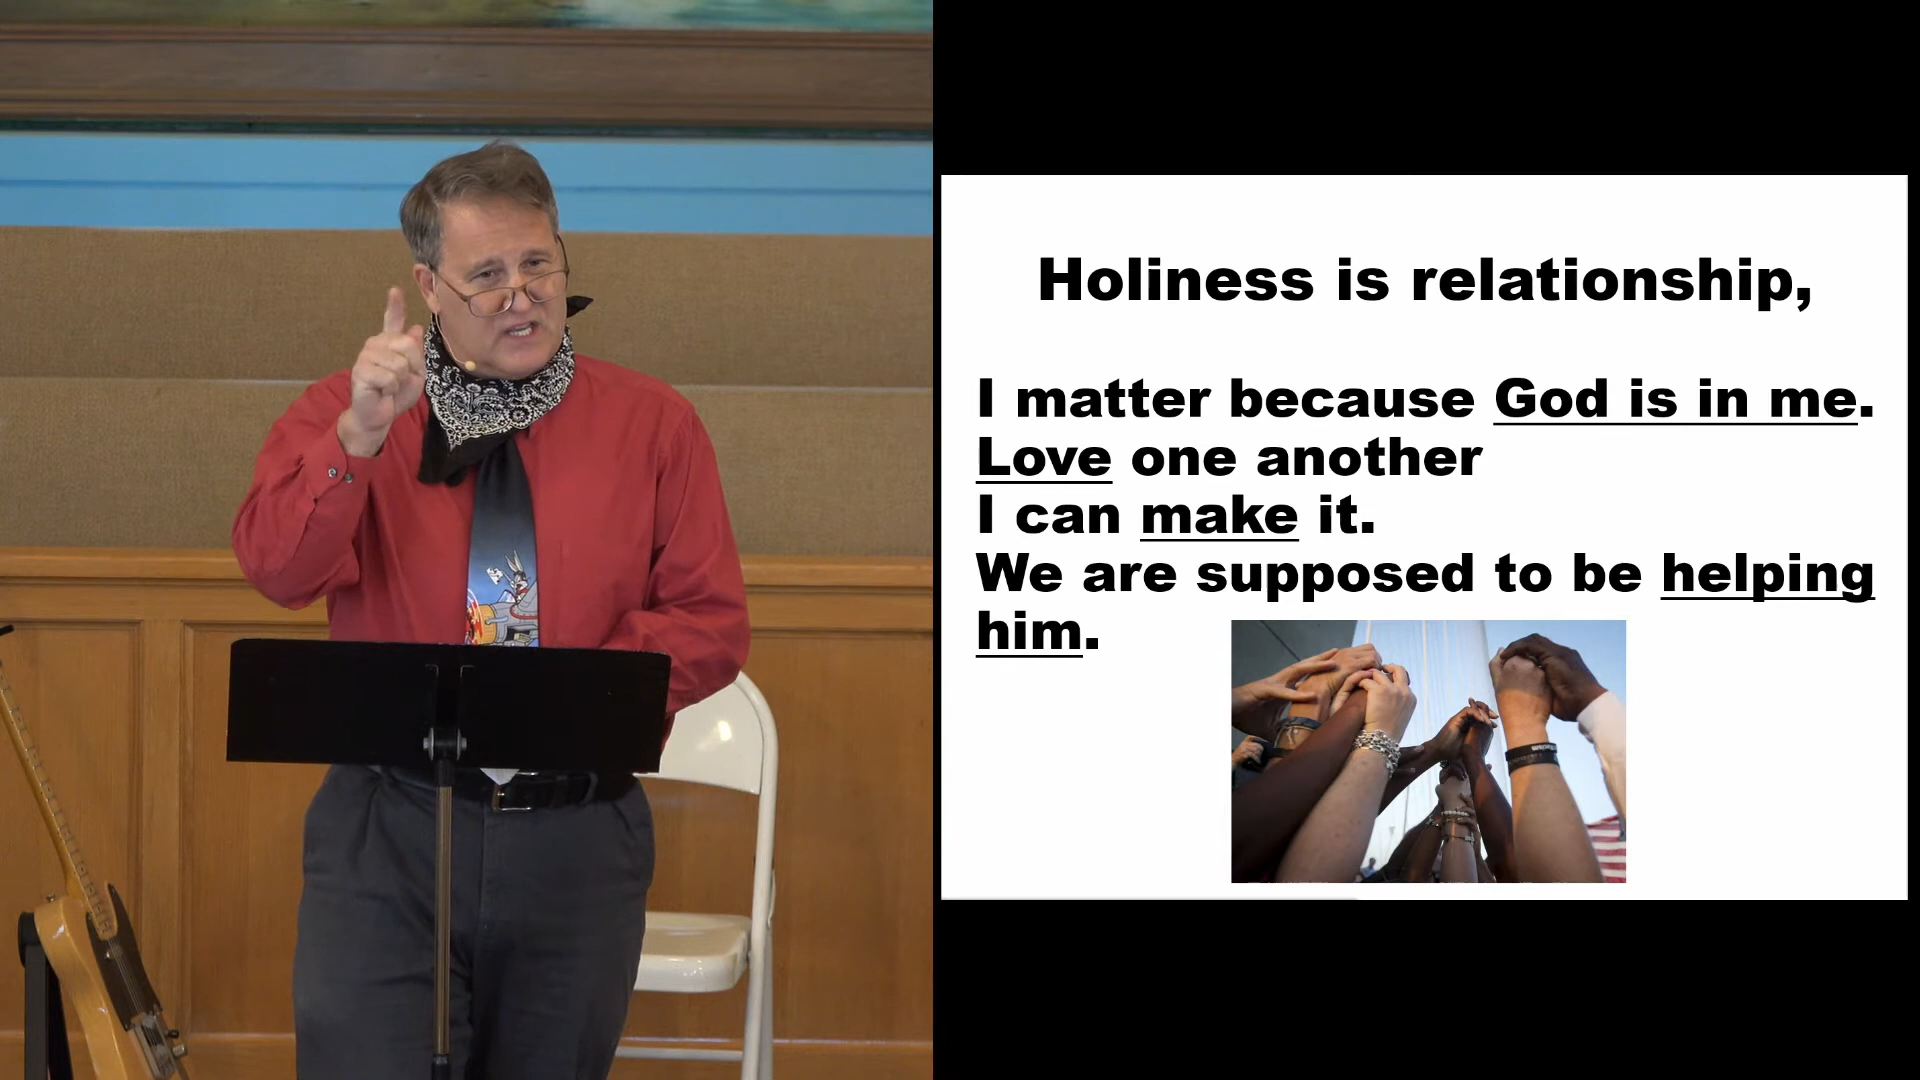 Holiness is relationship,
I matter because God is in me.
Love one another
I can make it.
We are supposed to be helping
him.